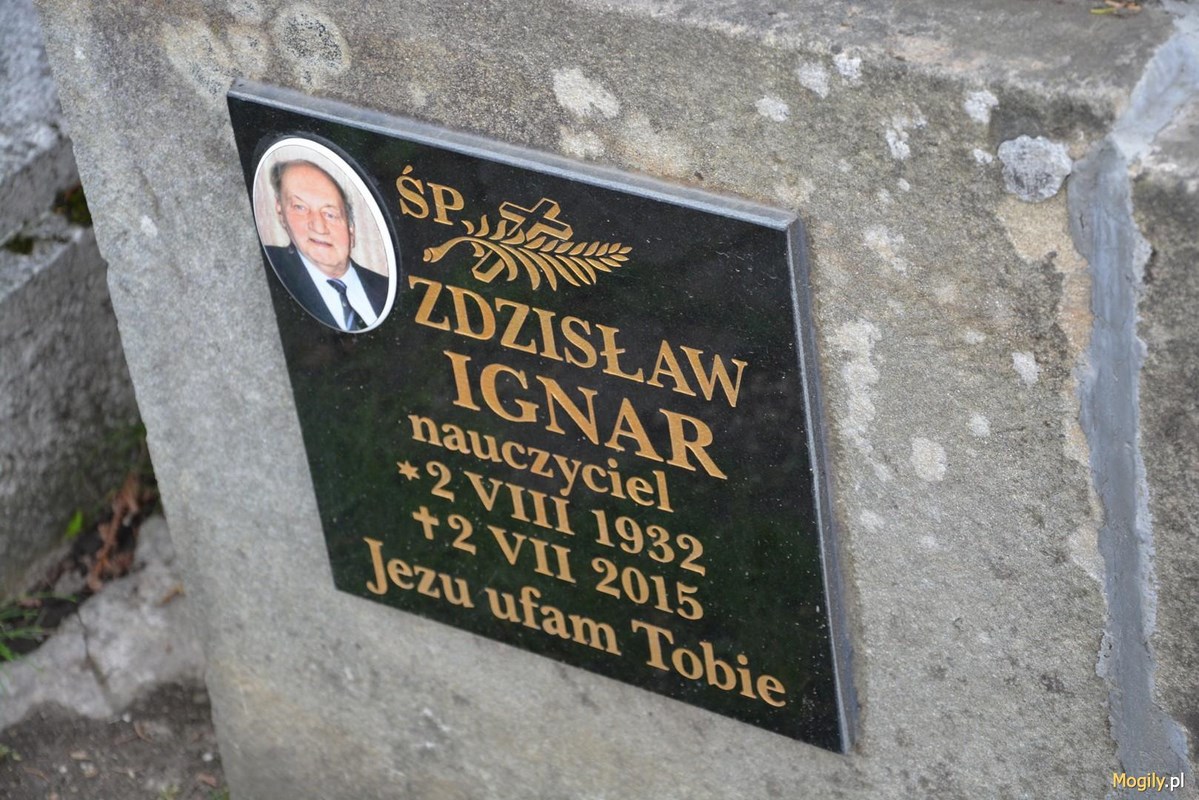 ŚP
ZDZISŁAW
IGNAR
nauczyciel
* 2 VIII 1932
✝ 2 VII 2015
Jezu ufam Tobie
Mogily.pl